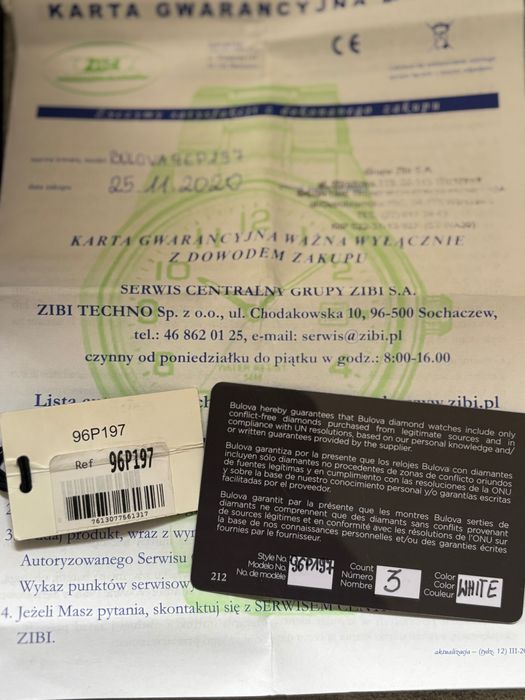 KARTA GWARANCYJNA
CE
ZIBI
BULOVA 96P197
data zakupu 25.11.2020
KARTA GWARANCYJNA WAŻNA WYŁĄCZNIE
Z DOWODEM ZAKUPU
SERWIS CENTRALNY GRUPY ZIBI S.A.
ZIBI TECHNO Sp. z o.o., ul. Chodakowska 10, 96-500 Sochaczew,
tel.: 46 862 01 25, e-mail: serwis@zibi.pl
czynny od poniedziałku do piątku w godz.: 8:00-16.00
Lista
zibi.pl
96P197
Ref 96P197
7613077561317
Bulova hereby guarantees that Bulova diamond watches include only
conflict-free diamonds purchased from legitimate sources and in
compliance with UN resolutions, based on our personal knowledge and/
or written guarantees provided by the supplier.
Bulova garantiza por la presente que los relojes Bulova con diamantes
incluyen sólo diamantes no procedentes de zonas de conflicto oriundos
de fuentes legítimas y en cumplimiento con las resoluciones de la ONU
y sobre la base de nuestro conocimiento personal y/o garantías escritas
facilitadas por el proveedor.
Bulova garantit par la présente que les montres Bulova serties de
diamants ne comprennent que des diamants sans conflits provenant
de sources légitimes et en conformité avec les résolutions de l'ONU sur
la base de nos connaissances personnelles et/ou des garanties écrites
fournies par le fournisseur.
Style No.
Modelo No.
No. de modèle
96P197
Count
Número
Nombre
3
Color
Color
Couleur
WHITE
212
produkt, wraz z
Autoryzowanego Serwisu
Wykaz punktów serwisow
4. Jeżeli Masz pytania, skontaktuj się z SERWISEM
ZIBI.
aktualizacja – (tydz. 12) III-20